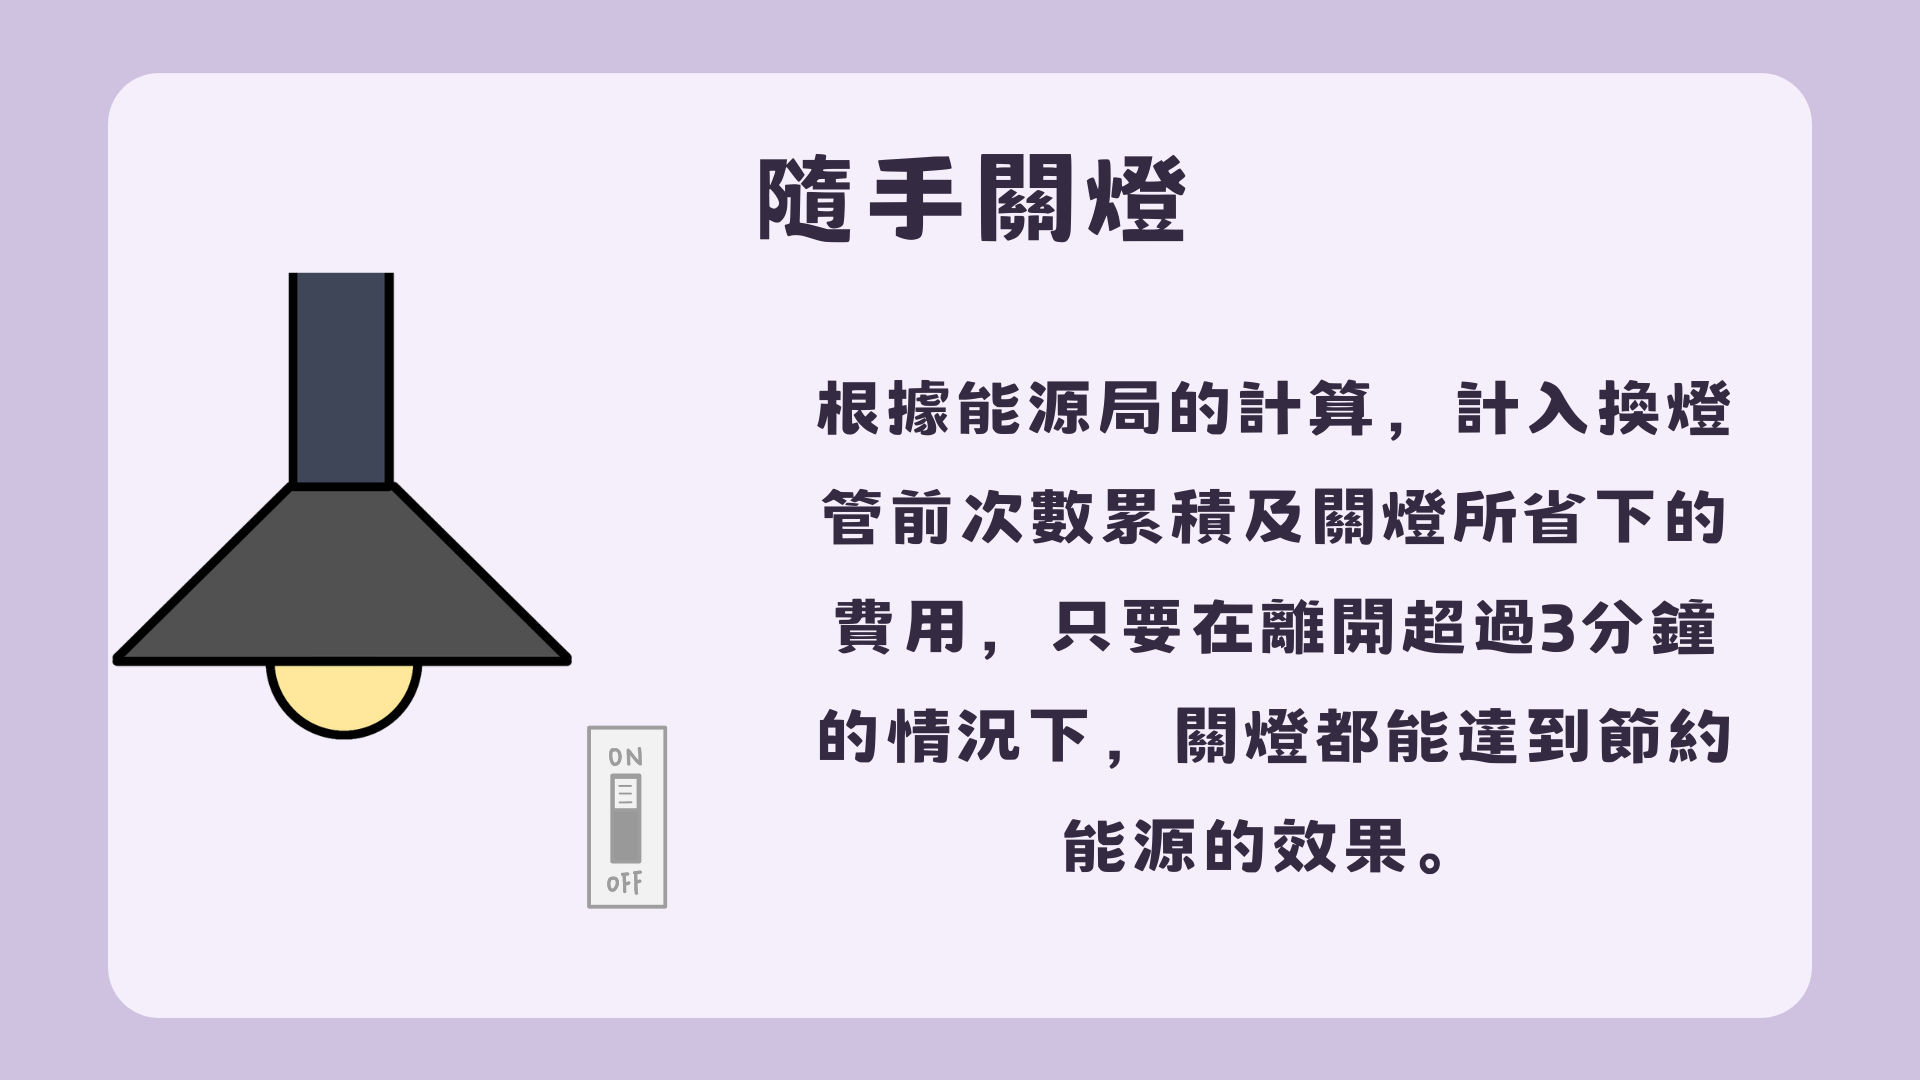 隨手關燈
根據能源局的計算，計入換燈
管前次數累積及關燈所省下的
費用，只要在離開超過3分鐘
的情況下，關燈都能達到節約
能源的效果。
ON
OFF